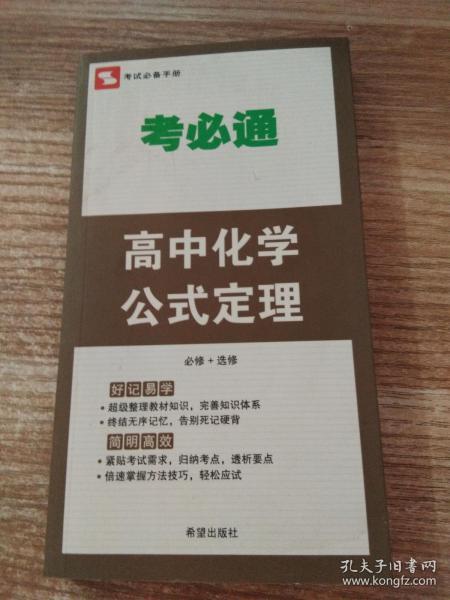 考试必备手册
考必通
高中化学
公式定理
必修+选修
好记易学
•超级整理教材知识，完善知识体系
•终结无序记忆，告别死记硬背
简明高效
•紧贴考试需求，归纳考点，透析要点
•倍速掌握方法技巧，轻松应试
希望出版社
孔夫子旧书网
www.kongfz.com